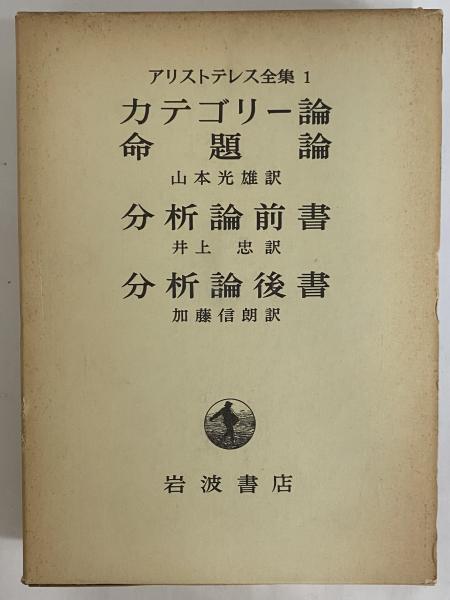 アリストテレス全集 1
カテゴリー論
命題論
山本光雄訳
分析論前書
井上忠訳
分析論後書
加藤信朗訳
岩波書店